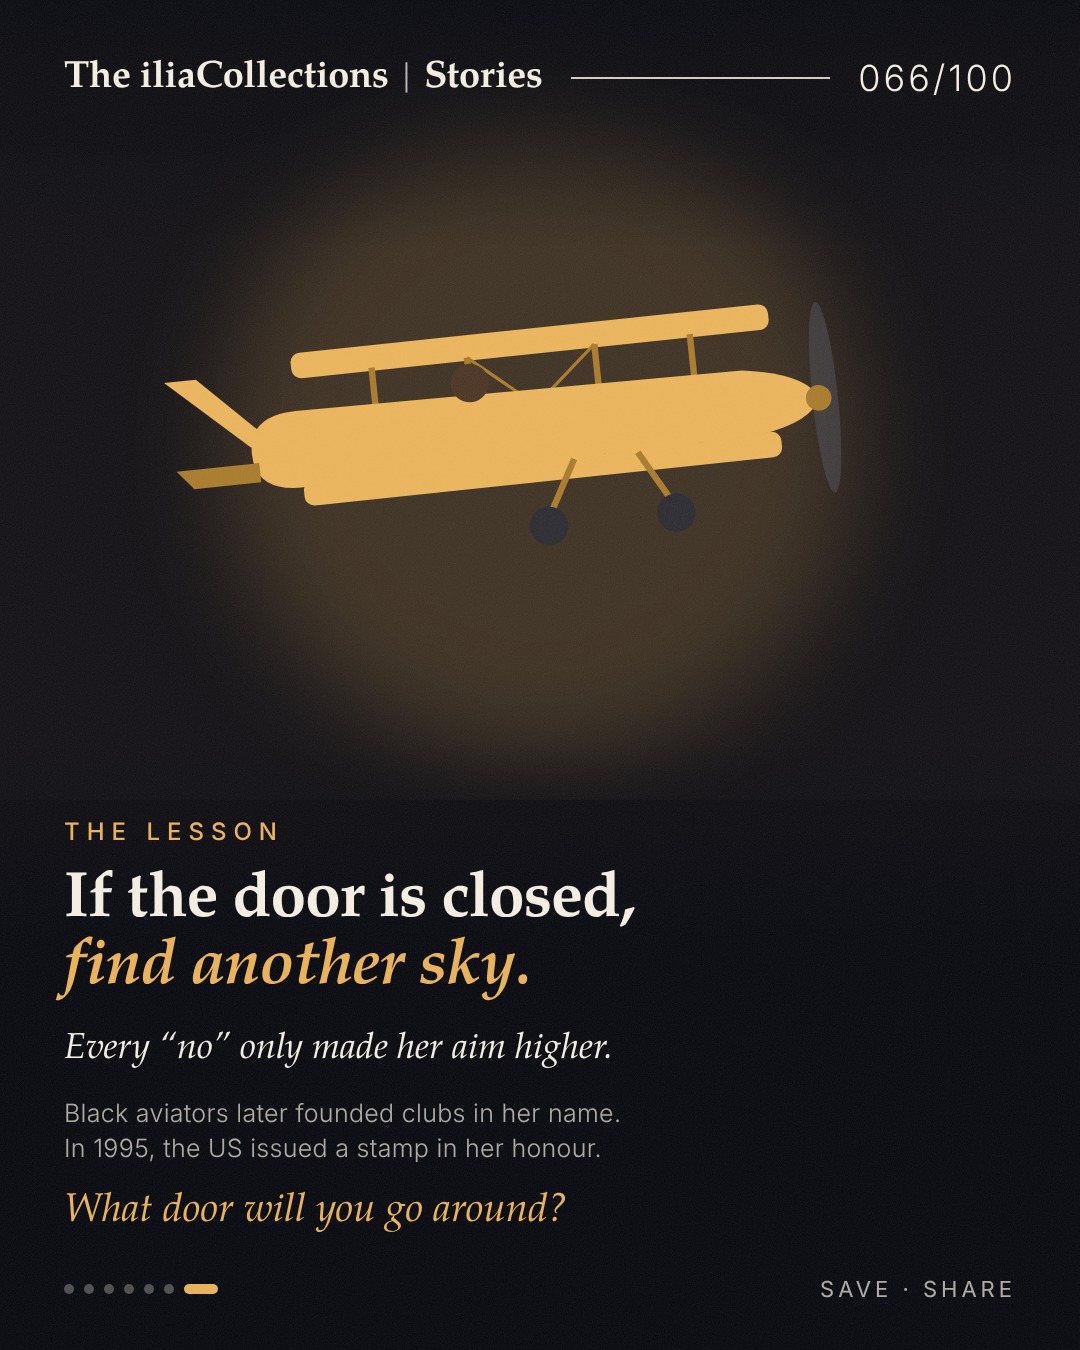 The iliaCollections | Stories
066/100
THE LESSON
If the door is closed,
find another sky.
Every “no” only made her aim higher.
Black aviators later founded clubs in her name.
In 1995, the US issued a stamp in her honour.
What door will you go around?
SAVE · SHARE